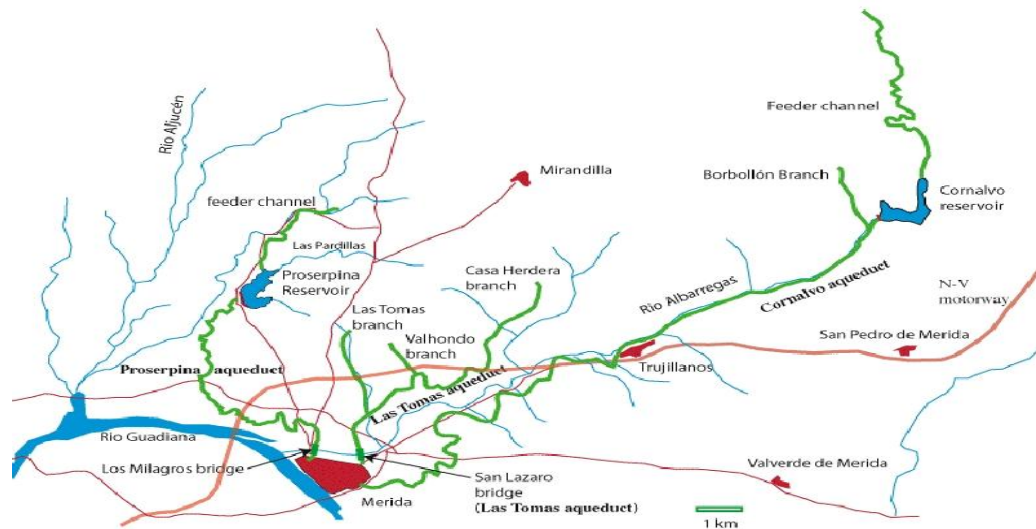 Rio Aljucén
Feeder channel
Mirandilla
Borbollón Branch
Cornalvo
reservoir
feeder channel
Las Pardillas
Proserpina
Reservoir
Casa Herdera
branch
Las Tomas
branch
Valhondo
branch
Rio Albarregas
Cornalvo aqueduct
N-V
motorway
San Pedro de Merida
Trujillanos
Proserpina aqueduct
Las Tomas aqueduct
Rio Guadiana
Los Milagros bridge
Merida
San Lazaro
bridge
(Las Tomas aqueduct)
Valverde de Merida
1 km